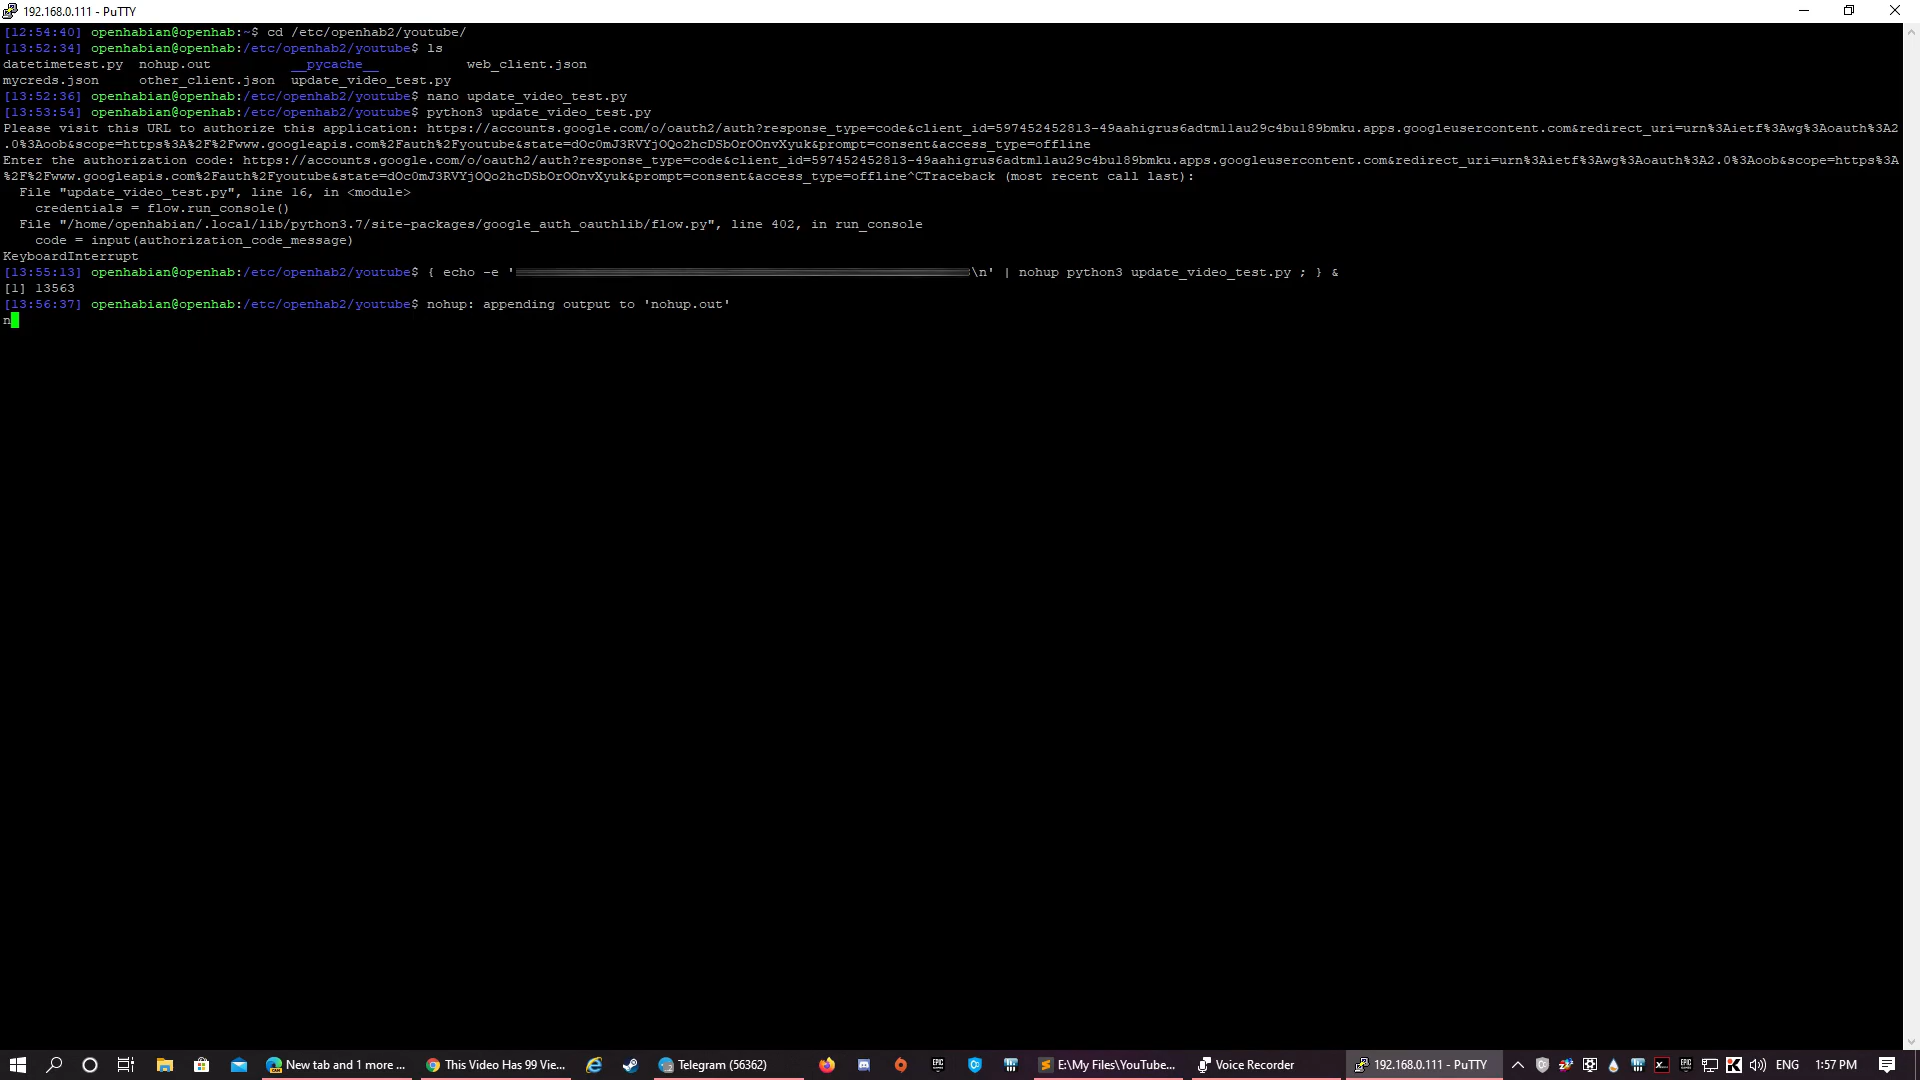 192.168.0.111 - PuTTY
[12:54:40] openhabian@openhab:~$ cd /etc/openhab2/youtube/
[13:52:34] openhabian@openhab:/etc/openhab2/youtube$ ls
datetimetest.py  nohup.out          __pycache__           web_client.json
mycreds.json     other_client.json  update_video_test.py
[13:52:36] openhabian@openhab:/etc/openhab2/youtube$ nano update_video_test.py
[13:53:54] openhabian@openhab:/etc/openhab2/youtube$ python3 update_video_test.py
Please visit this URL to authorize this application: https://accounts.google.com/o/oauth2/auth?response_type=code&client_id=597452452813-49aahigrus6adtm11au29c4bu189bmku.apps.googleusercontent.com&redirect_uri=urn%3Aietf%3Awg%3Aoauth%3A2
.0%3Aoob&scope=https%3A%2F%2Fwww.googleapis.com%2Fauth%2Fyoutube&state=dOc0mJ3RVYjOQo2hcDSbOrOOnvXyuk&prompt=consent&access_type=offline
Enter the authorization code: https://accounts.google.com/o/oauth2/auth?response_type=code&client_id=597452452813-49aahigrus6adtm11au29c4bu189bmku.apps.googleusercontent.com&redirect_uri=urn%3Aietf%3Awg%3Aoauth%3A2.0%3Aoob&scope=https%3A
%2F%2Fwww.googleapis.com%2Fauth%2Fyoutube&state=dOc0mJ3RVYjOQo2hcDSbOrOOnvXyuk&prompt=consent&access_type=offline^CTraceback (most recent call last):
  File "update_video_test.py", line 16, in <module>
    credentials = flow.run_console()
  File "/home/openhabian/.local/lib/python3.7/site-packages/google_auth_oauthlib/flow.py", line 402, in run_console
    code = input(authorization_code_message)
KeyboardInterrupt
[13:55:13] openhabian@openhab:/etc/openhab2/youtube$ { echo -e '\n' | nohup python3 update_video_test.py ; } &
[1] 13563
[13:56:37] openhabian@openhab:/etc/openhab2/youtube$ nohup: appending output to 'nohup.out'
n
New tab and 1 more ... This Video Has 99 Vie... Telegram (56362) E:\My Files\YouTube... Voice Recorder 192.168.0.111 - PuTTY ENG 1:57 PM